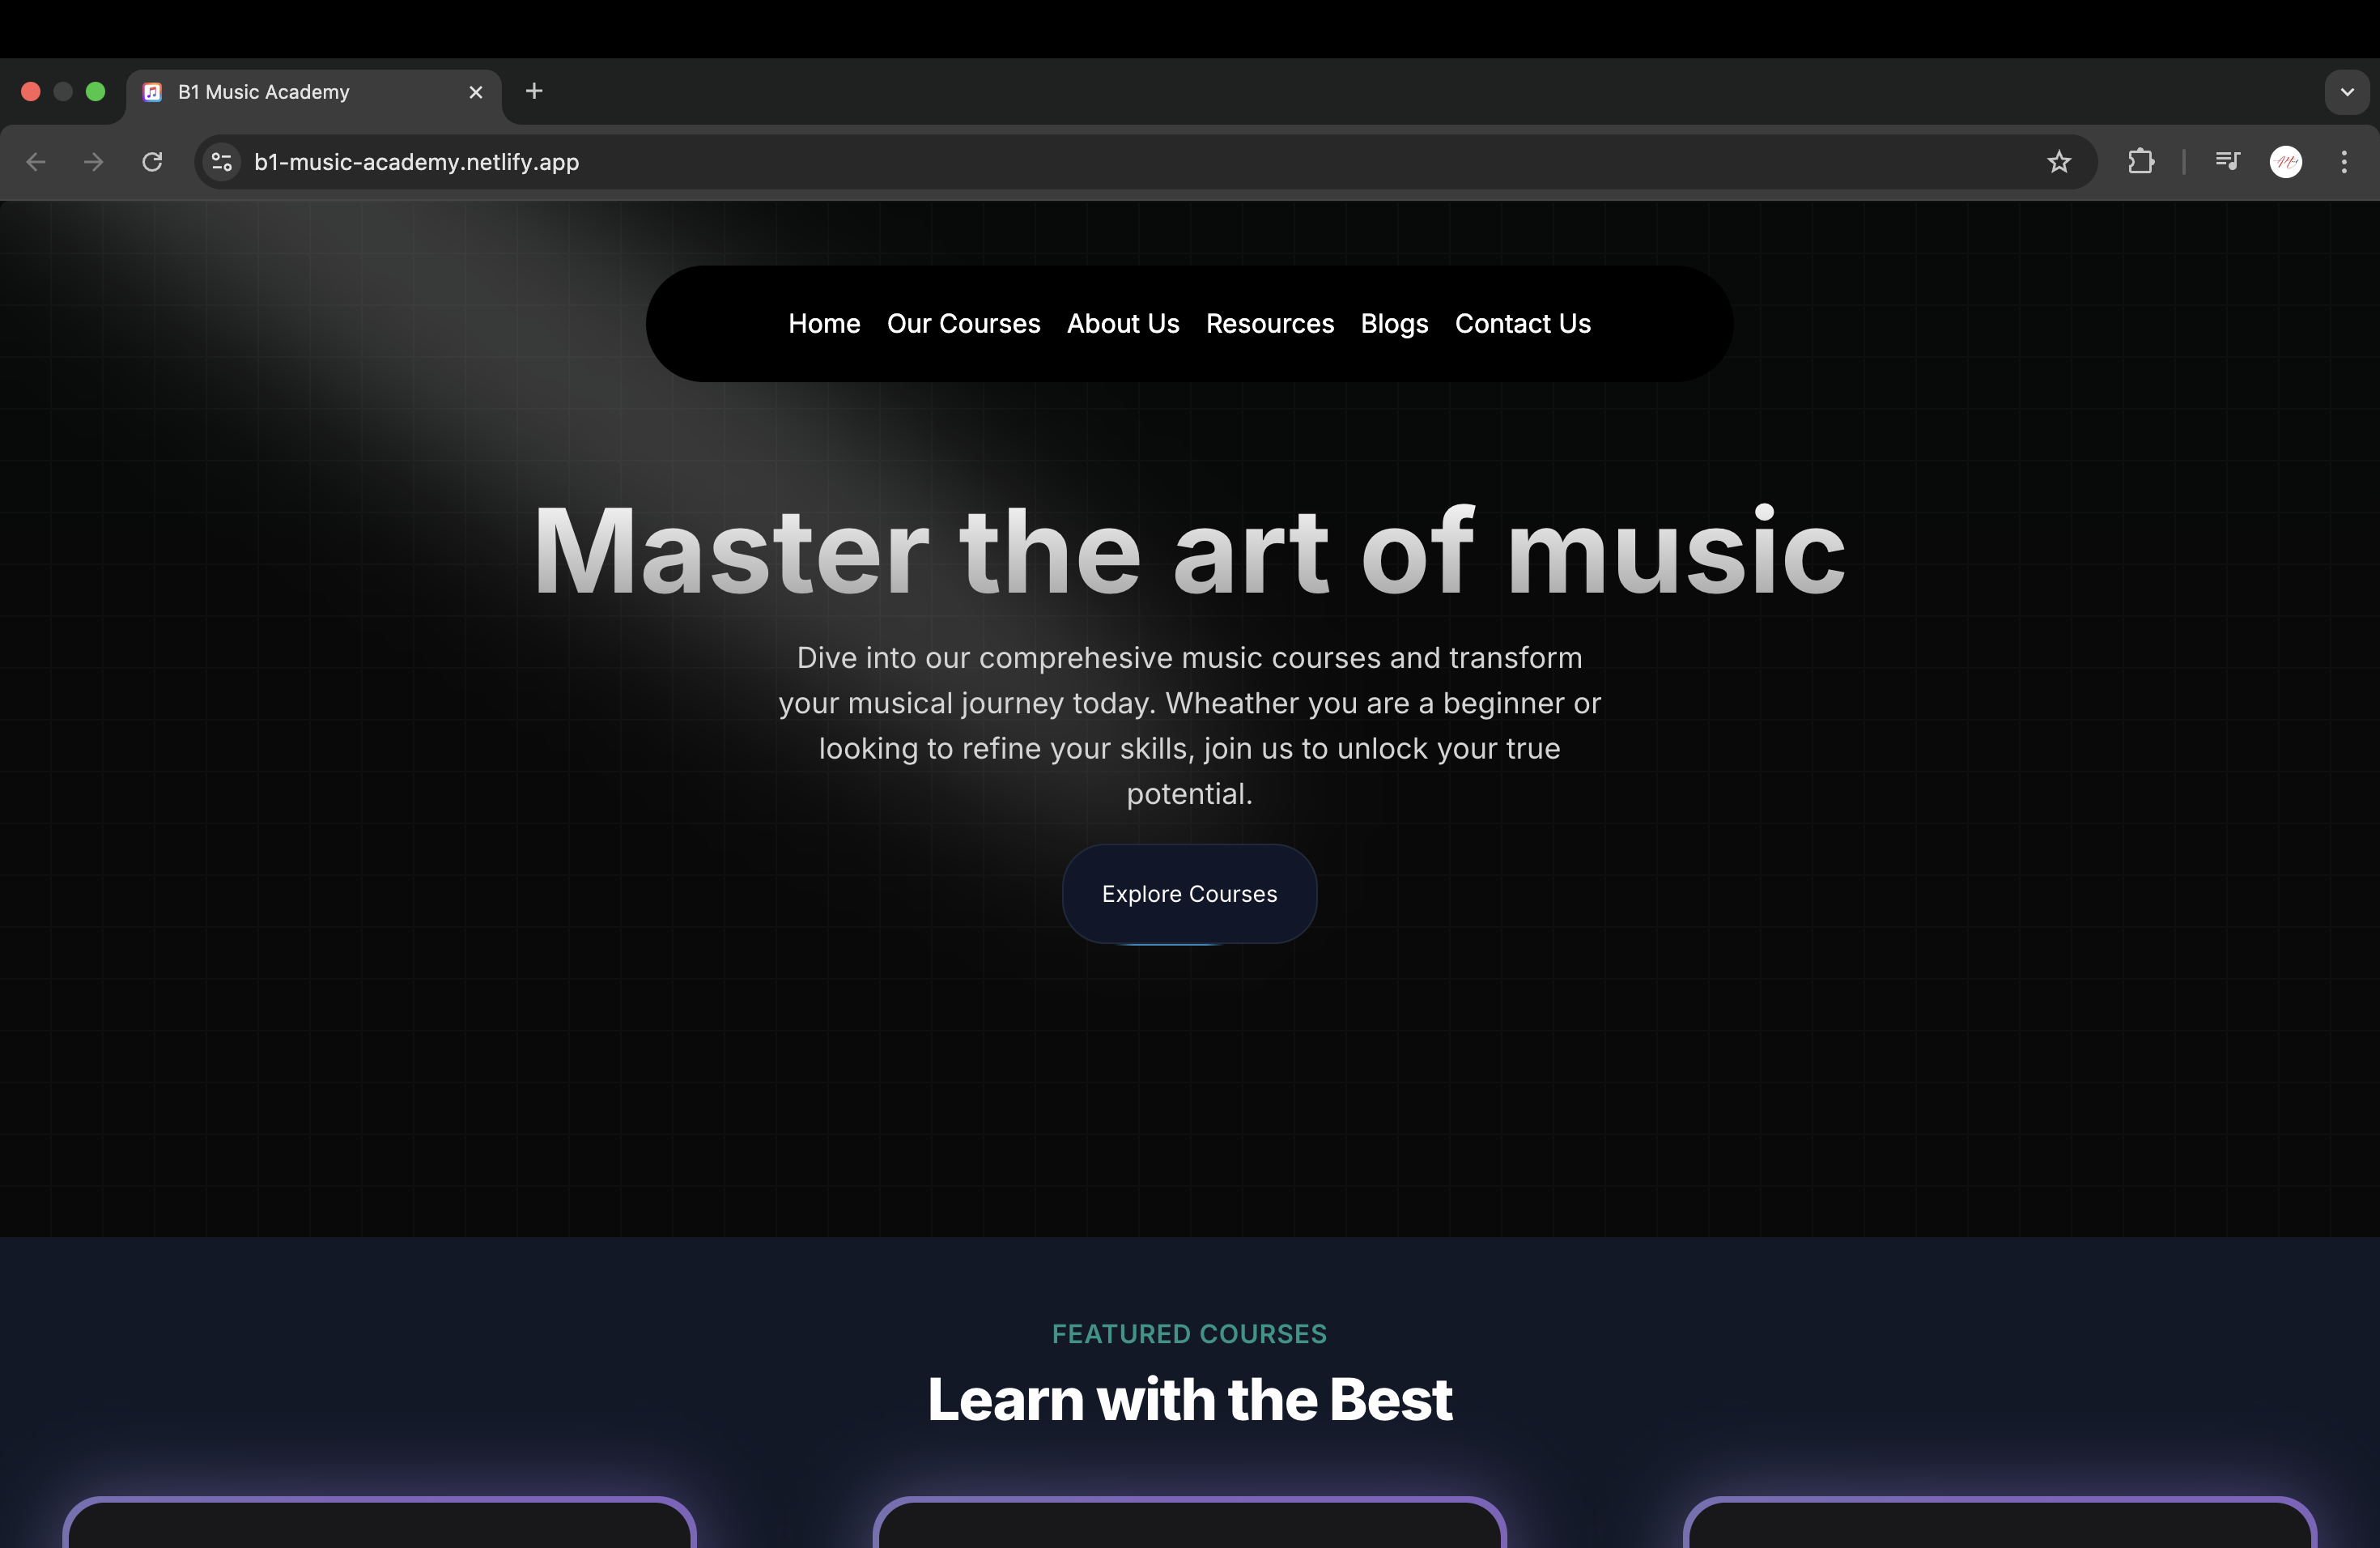 B1 Music Academy
b1-music-academy.netlify.app
Home Our Courses About Us Resources Blogs Contact Us
Master the art of music
Dive into our comprehesive music courses and transform
your musical journey today. Wheather you are a beginner or
looking to refine your skills, join us to unlock your true
potential.
Explore Courses
FEATURED COURSES
Learn with the Best